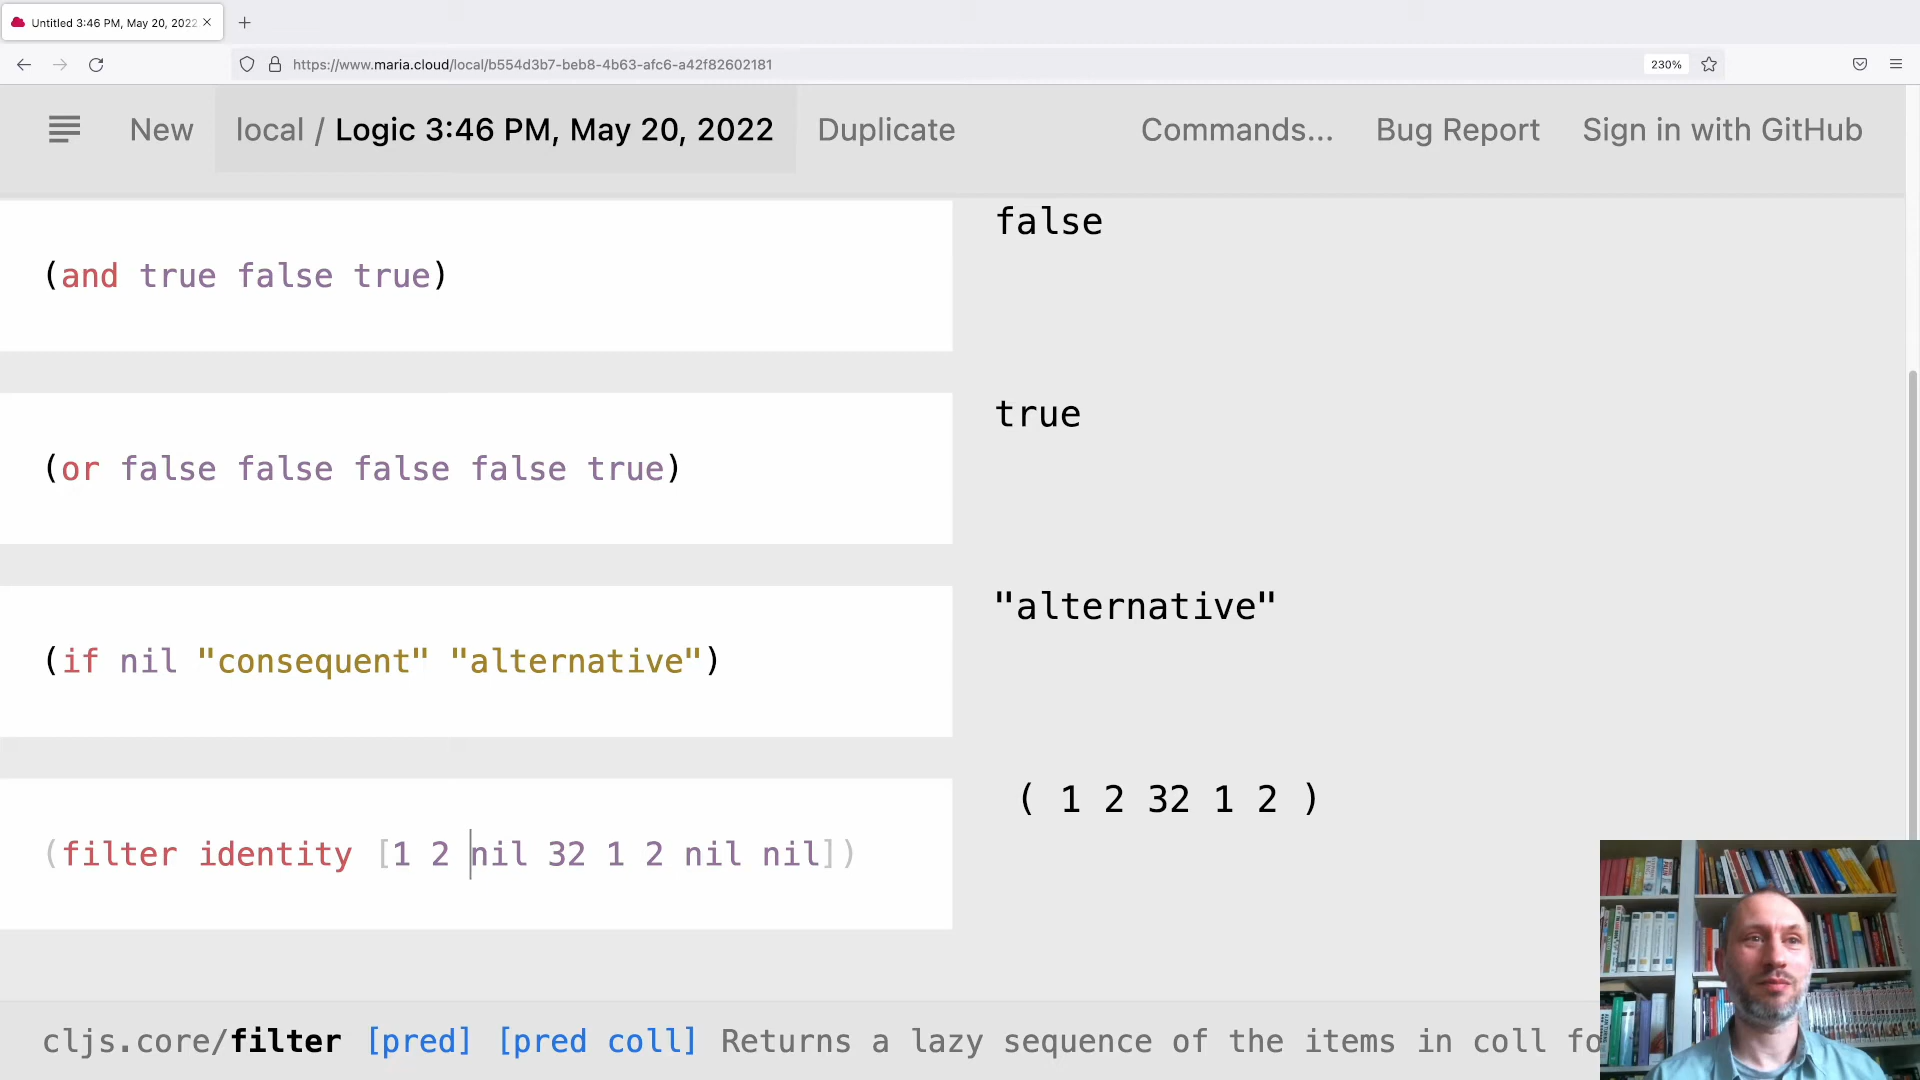 Untitled 3:46 PM, May 20, 2022
https://www.maria.cloud/local/b554d3b7-beb8-4b63-afc6-a42f82602181
230%
New
local / Logic 3:46 PM, May 20, 2022
Duplicate
Commands...
Bug Report
Sign in with GitHub
(and true false true)
false
(or false false false false true)
true
(if nil "consequent" "alternative")
"alternative"
(filter identity [1 2 nil 32 1 2 nil nil])
( 1 2 32 1 2 )
cljs.core/filter [pred] [pred coll] Returns a lazy sequence of the items in coll fo